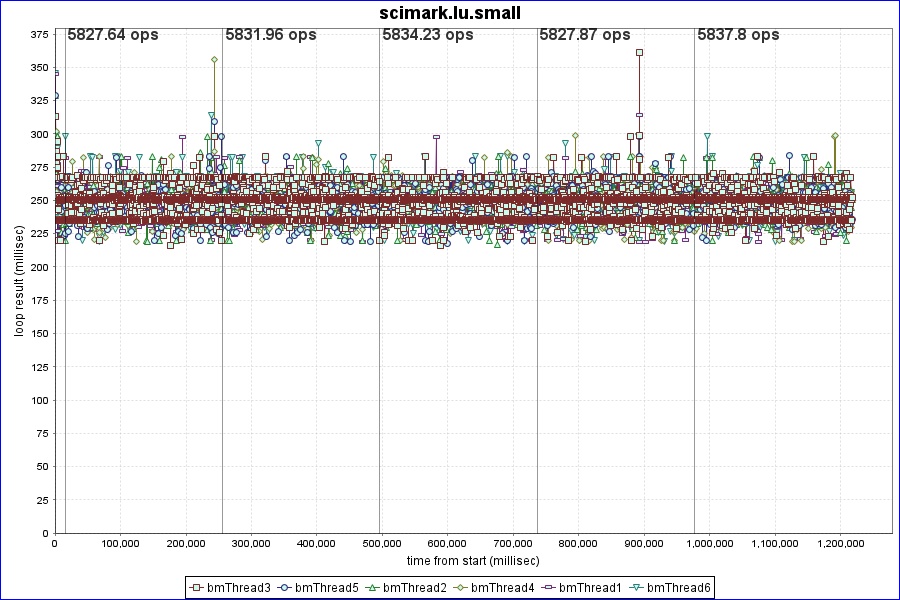 scimark.lu.small
5827.64 ops 5831.96 ops 5834.23 ops 5827.87 ops 5837.8 ops
375
350
325
300
275
250
225
200
175
150
125
100
75
50
25
0
loop result (millisec)
0 100,000 200,000 300,000 400,000 500,000 600,000 700,000 800,000 900,000 1,000,000 1,100,000 1,200,000
time from start (millisec)
bmThread3 bmThread5 bmThread2 bmThread4 bmThread1 bmThread6